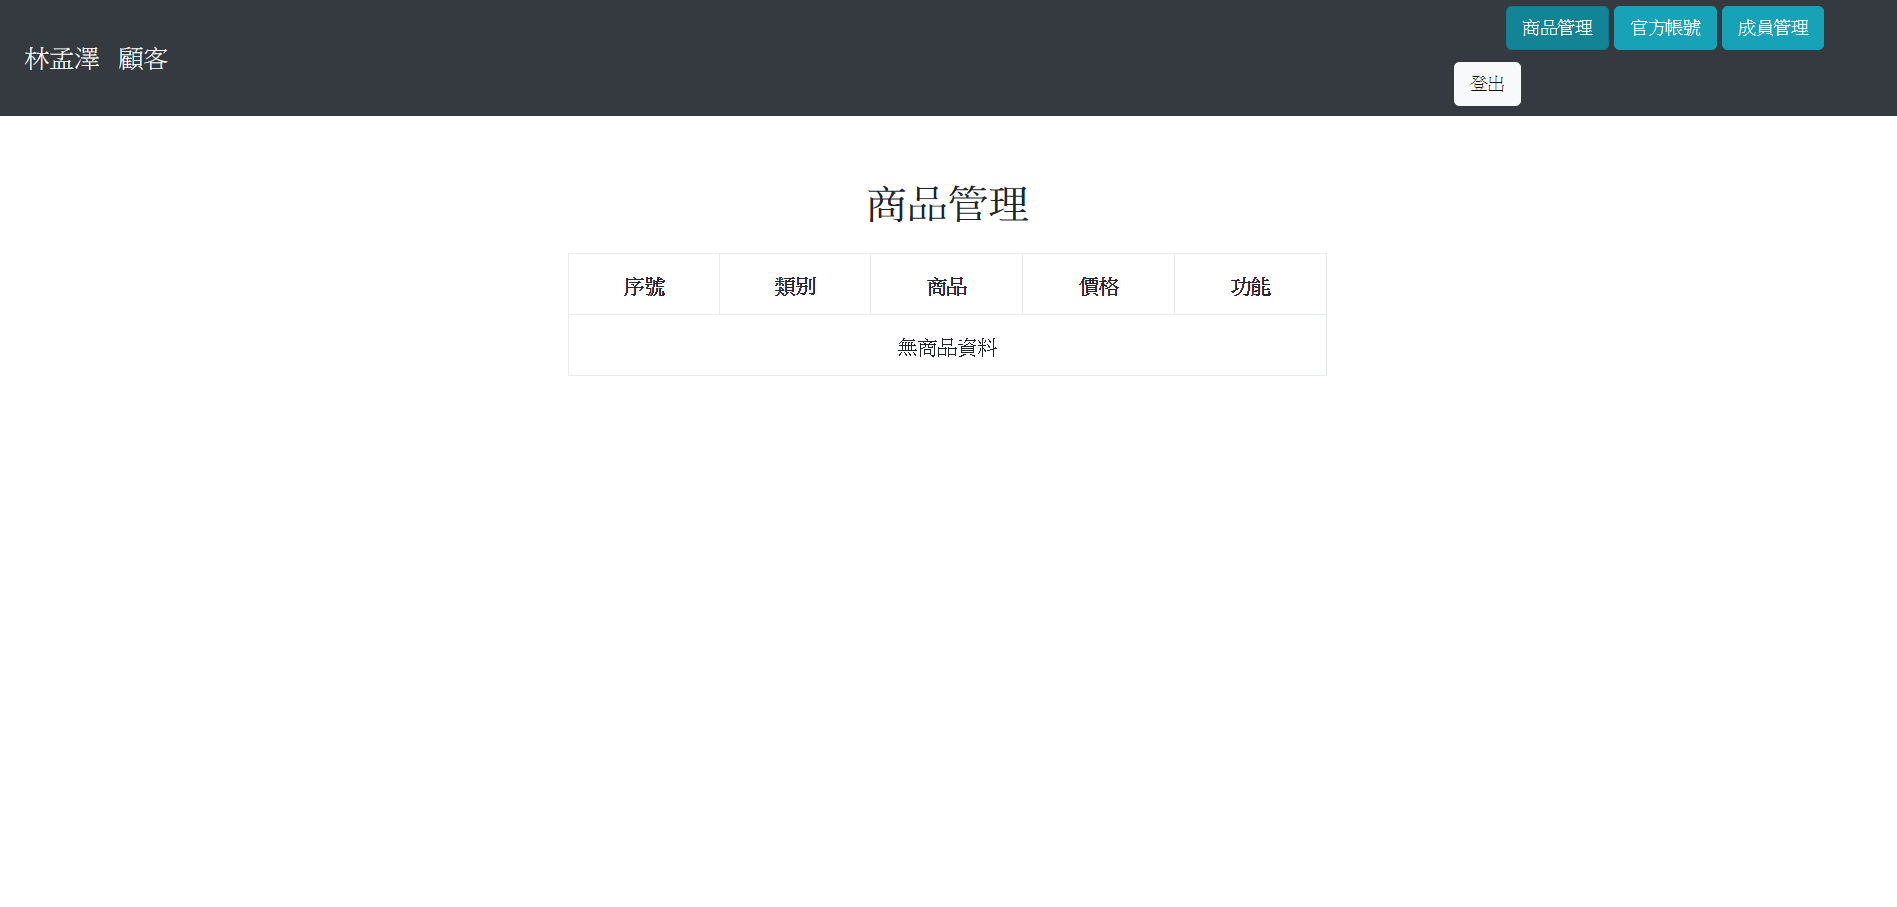 林孟澤 顧客
商品管理 官方帳號 成員管理
登出
商品管理
序號 類別 商品 價格 功能
無商品資料